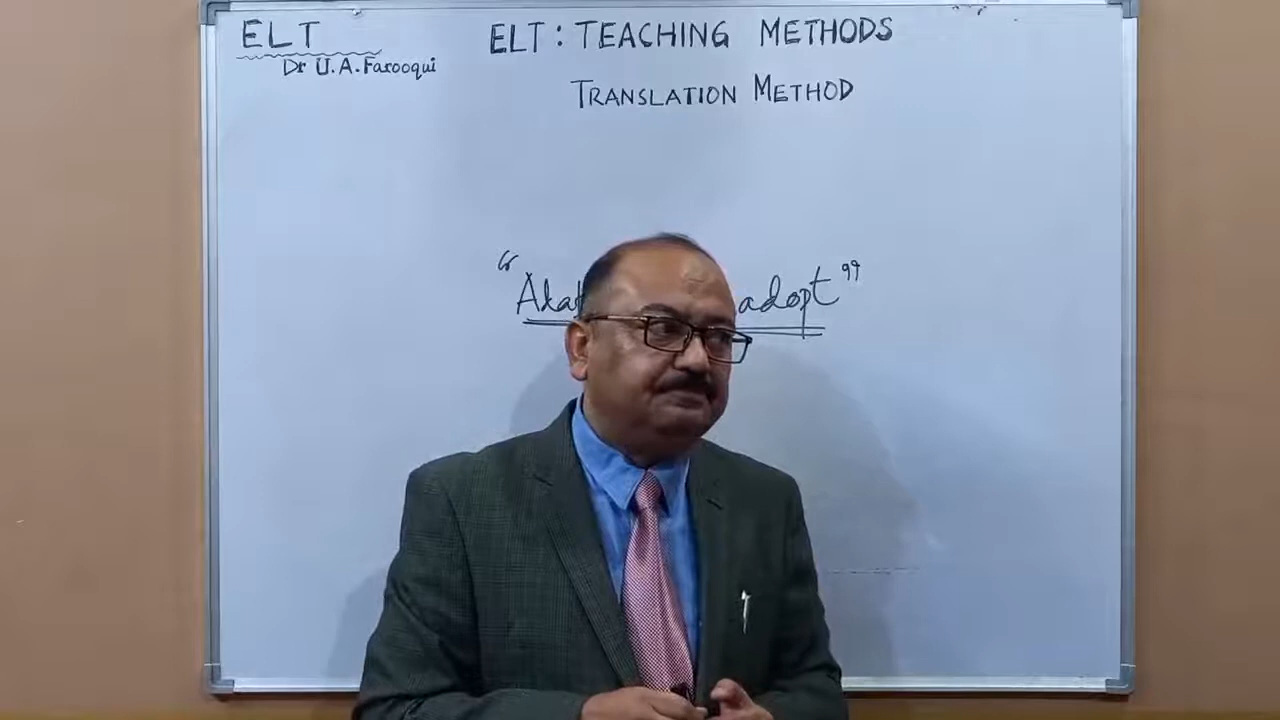 ELT
Dr U.A.Farooqui
ELT : TEACHING METHODS
TRANSLATION METHOD
" adopt "